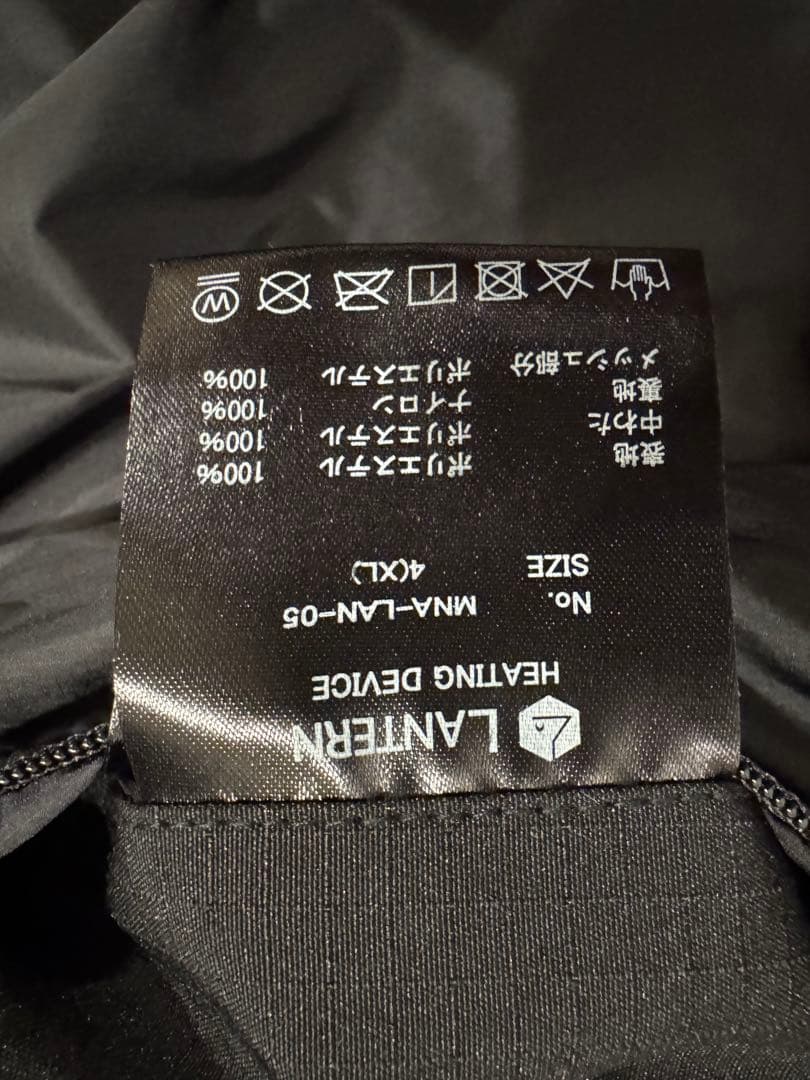 LANTERN
HEATING DEVICE
No. MNA-LAN-05
SIZE 4(XL)
表地 ポリエステル 100%
中わた ポリエステル 100%
裏地 ナイロン 100%
メッシュ部分 ポリエステル 100%
W